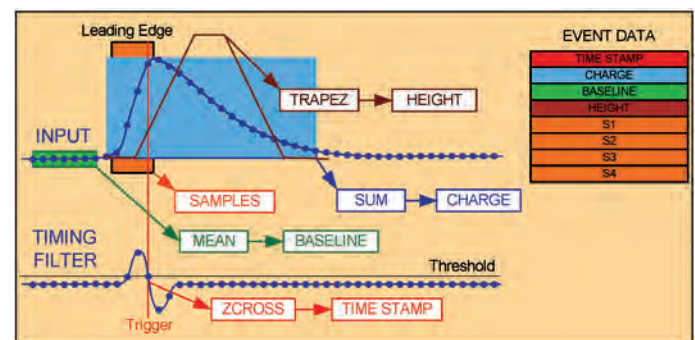 Leading Edge
EVENT DATA
TIME STAMP
CHARGE
BASELINE
HEIGHT
S1
S2
S3
S4
TRAPEZ
HEIGHT
INPUT
SAMPLES
SUM
CHARGE
MEAN
BASELINE
TIMING
FILTER
Threshold
ZCROSS
TIME STAMP
Trigger